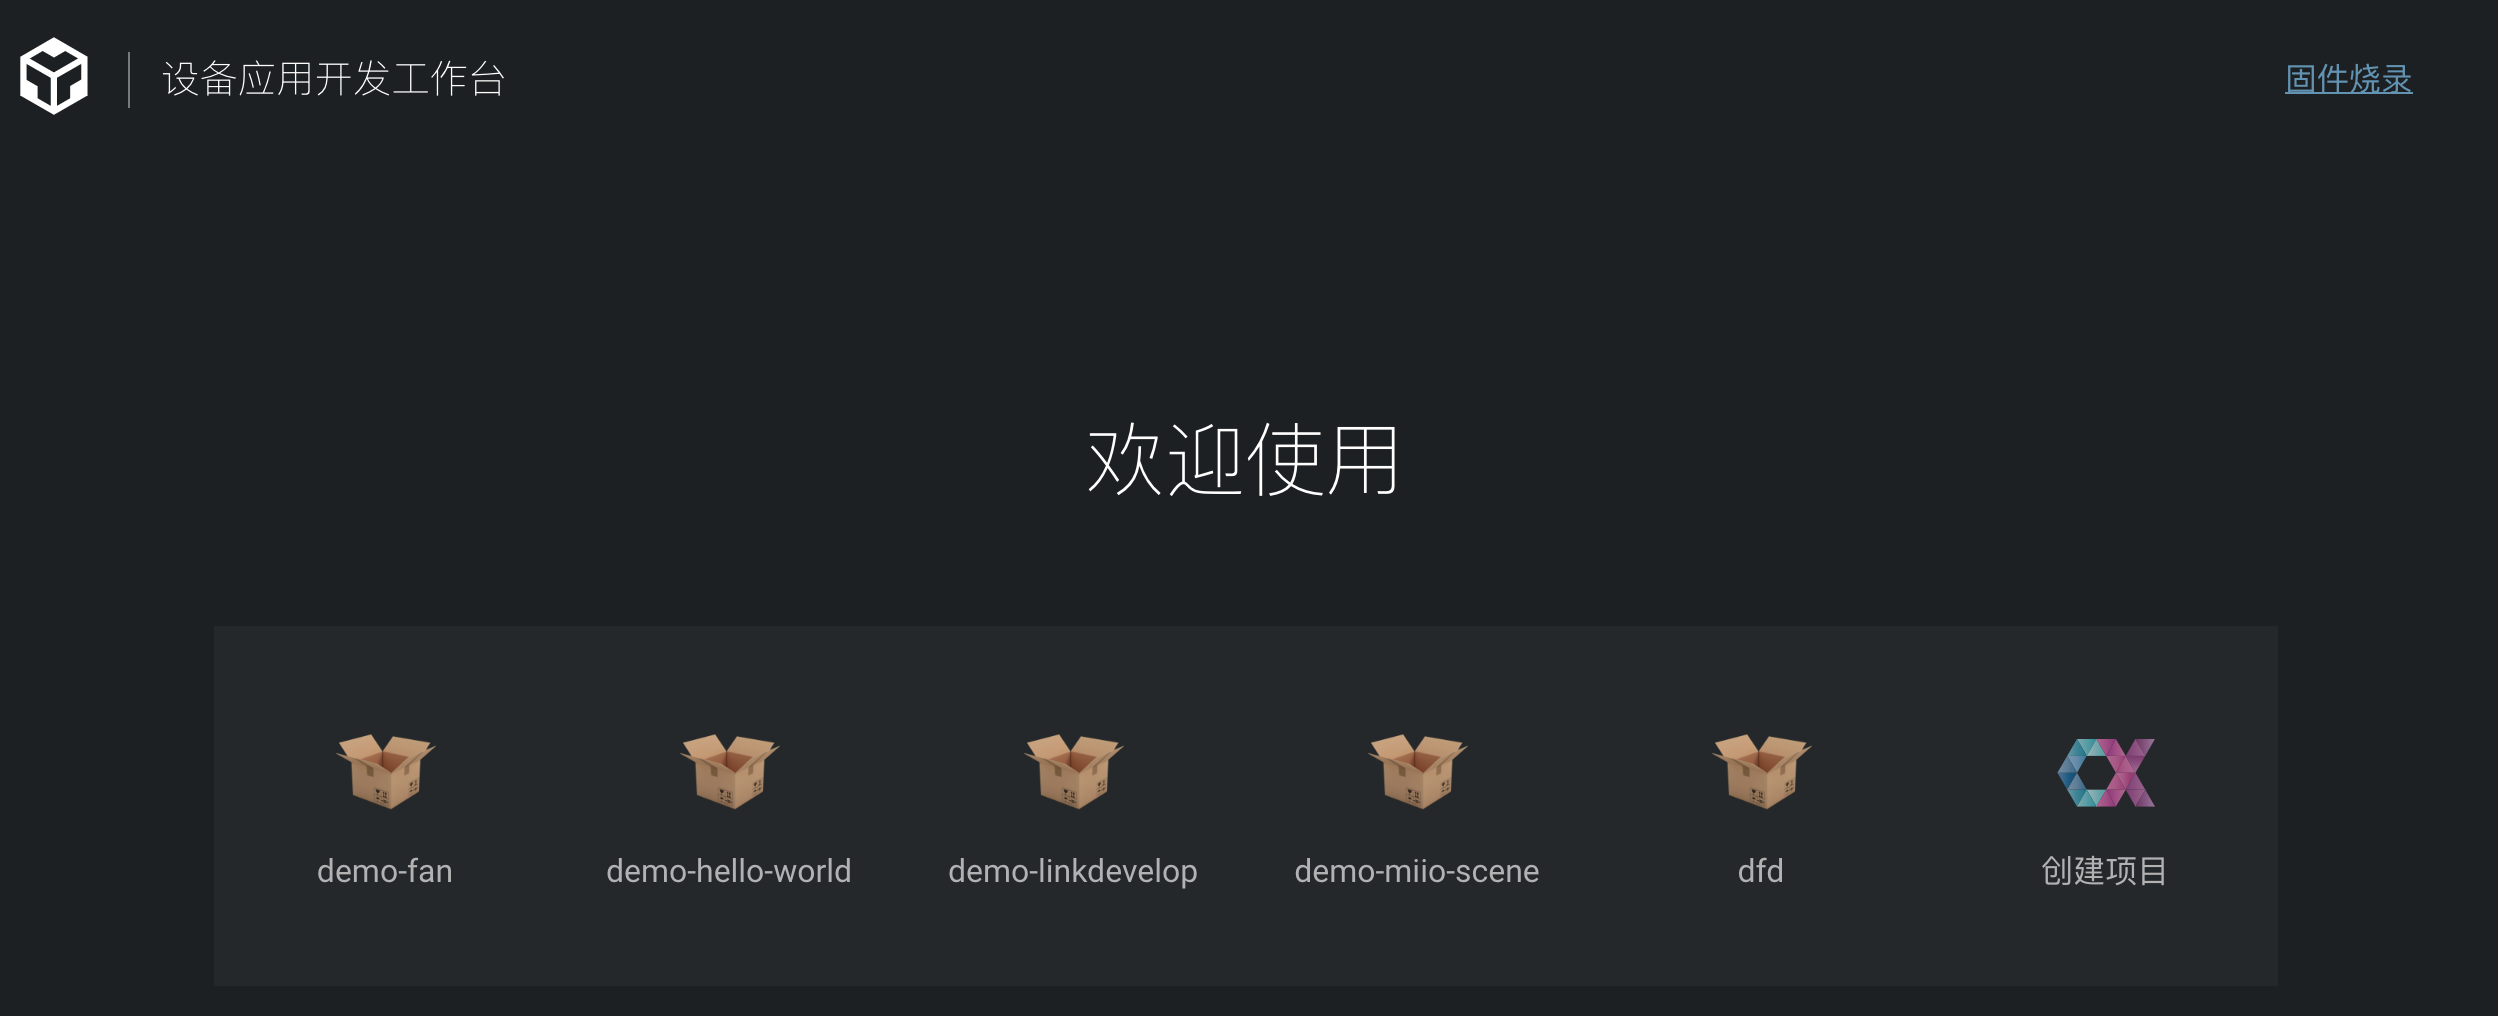 设备应用开发工作台
固件烧录
欢迎使用
demo-fan
demo-hello-world
demo-linkdevelop
demo-miio-scene
dfd
创建项目